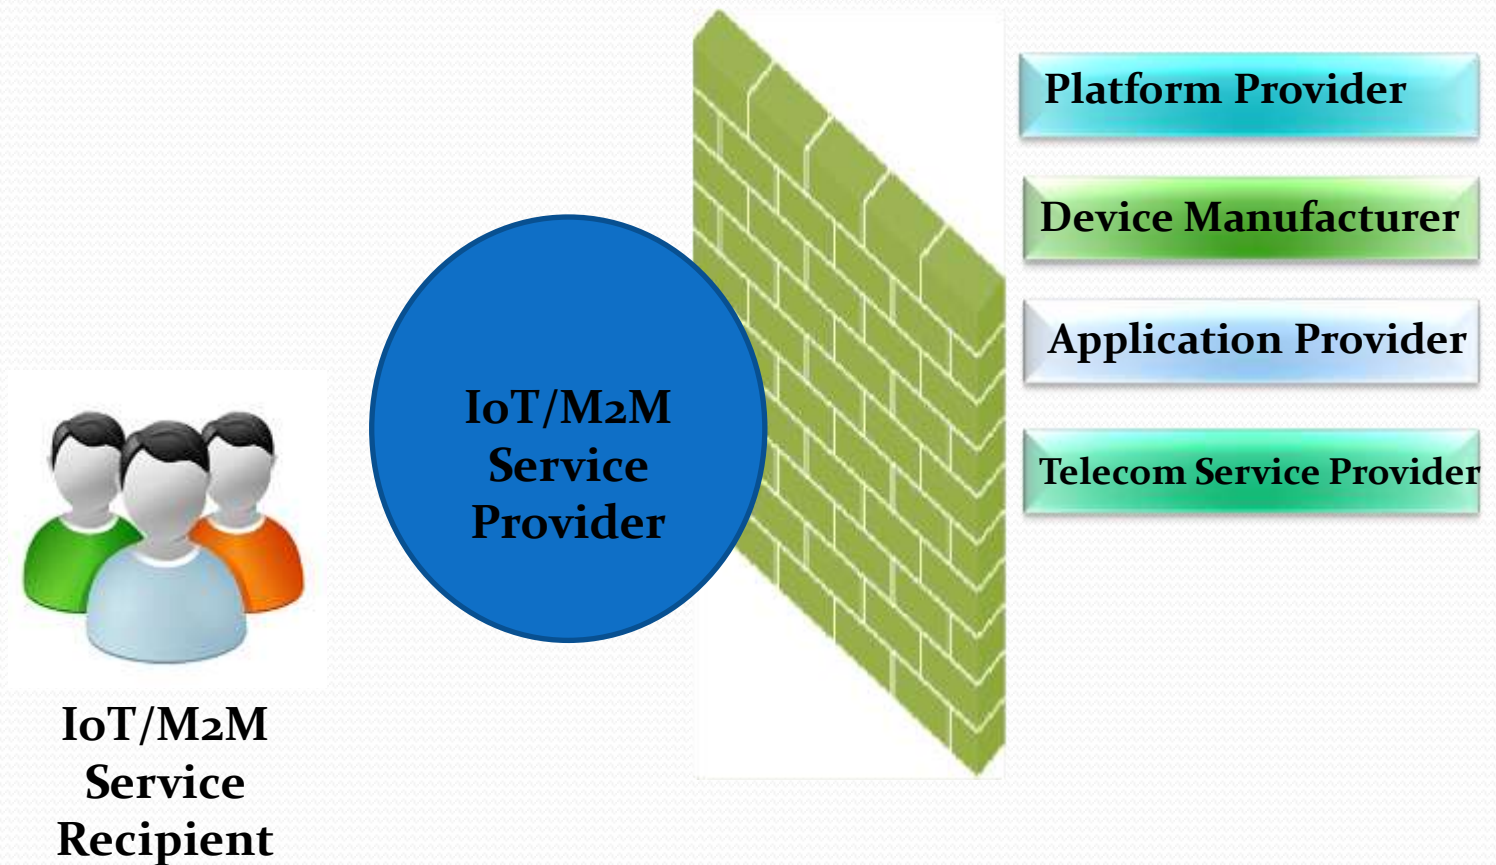 Platform Provider
Device Manufacturer
Application Provider
Telecom Service Provider
IoT/M2M
Service
Provider
IoT/M2M
Service
Recipient